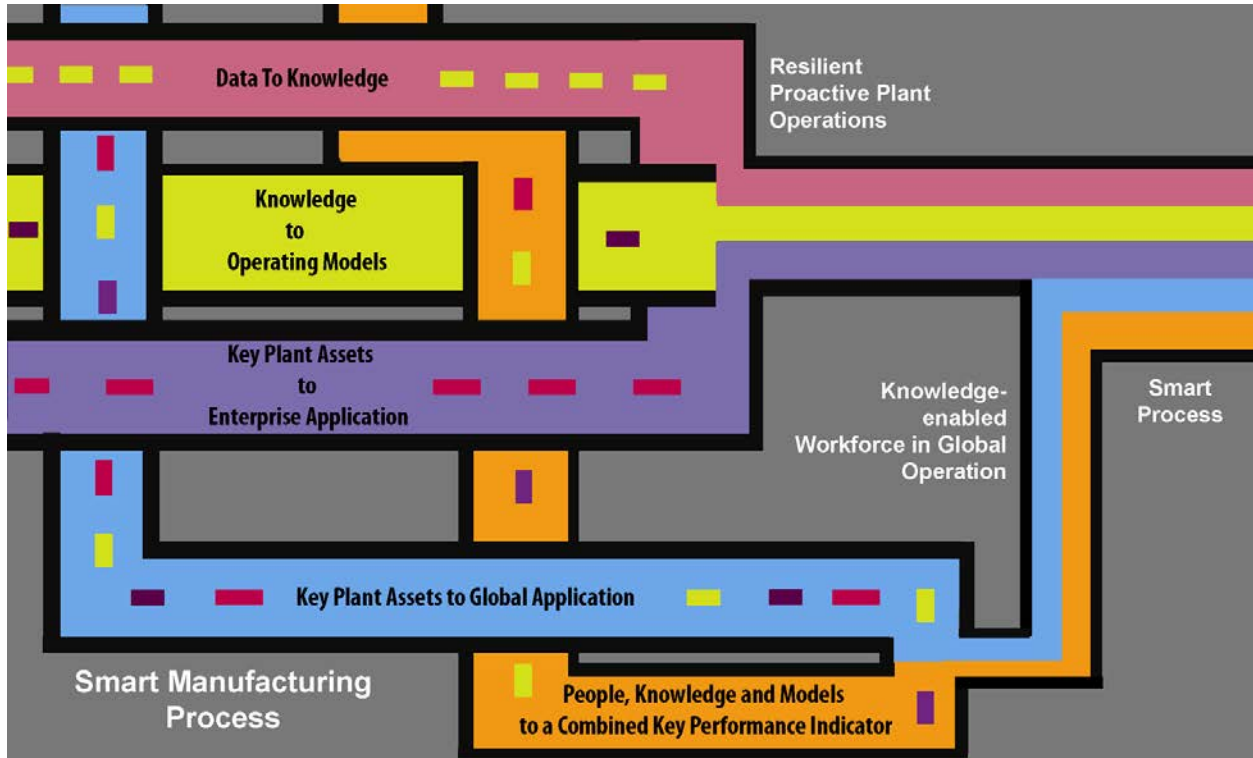 Data To Knowledge
Resilient
Proactive Plant
Operations
Knowledge
to
Operating Models
Key Plant Assets
to
Enterprise Application
Knowledge-
enabled
Workforce in Global
Operation
Smart
Process
Key Plant Assets to Global Application
Smart Manufacturing
Process
People, Knowledge and Models
to a Combined Key Performance Indicator